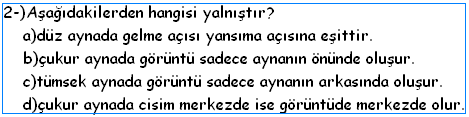 2-)Aşağıdakilerden hangisi yalnıştır?
a)düz aynada gelme açısı yansıma açısına eşittir.
b)çukur aynada görüntü sadece aynanın önünde oluşur.
c)tümsek aynada görüntü sadece aynanın arkasında oluşur.
d)çukur aynada cisim merkezde ise görüntüde merkezde olur.